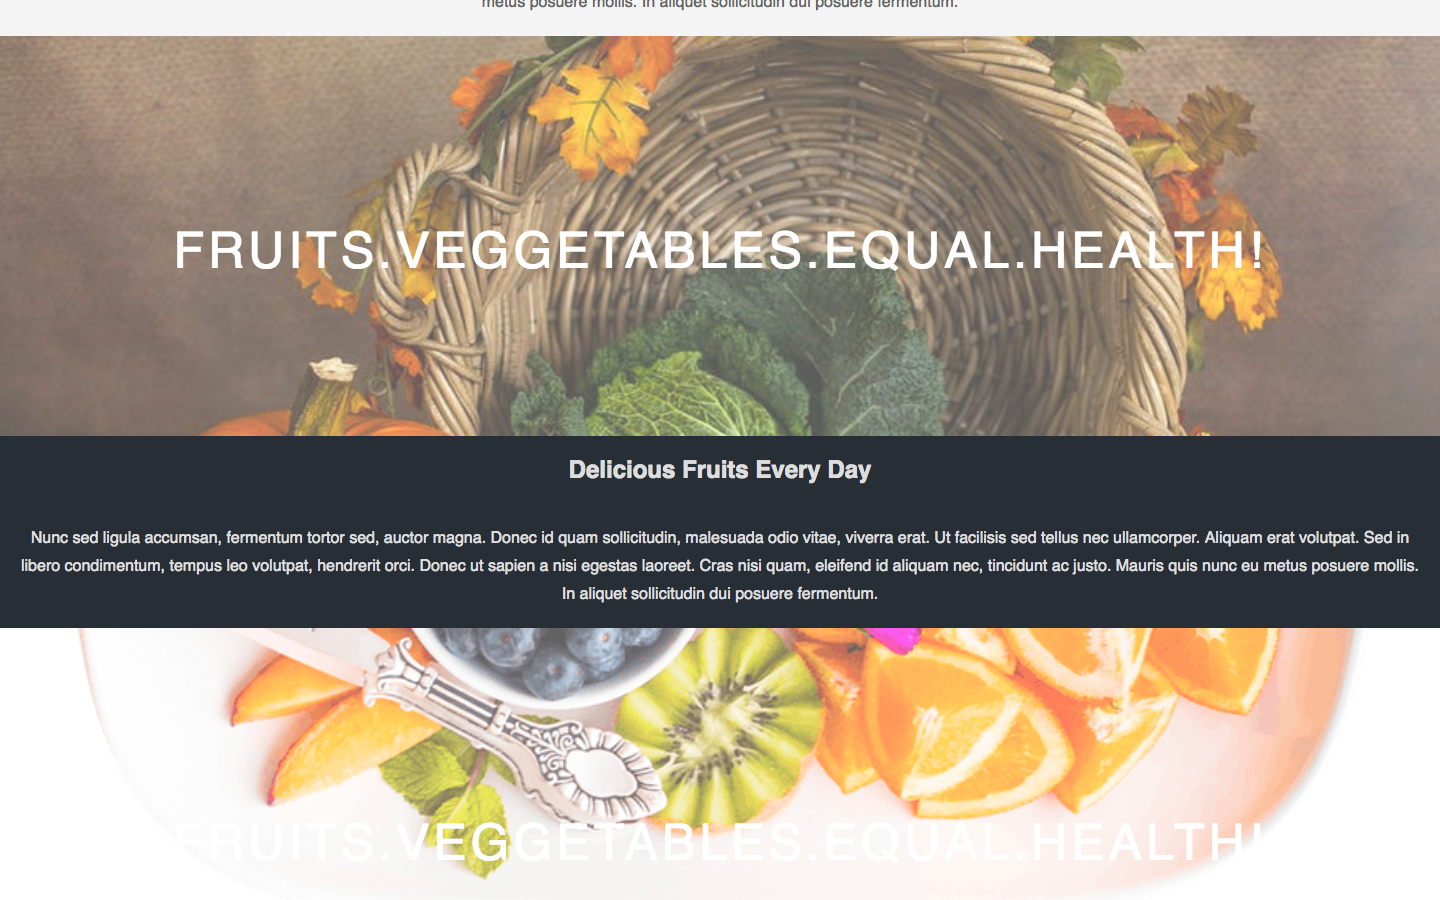 metus posuere mollis. In aliquet sollicitudin dui posuere fermentum.
FRUITS.VEGGETABLES.EQUAL.HEALTH!
Delicious Fruits Every Day
Nunc sed ligula accumsan, fermentum tortor sed, auctor magna. Donec id quam sollicitudin, malesuada odio vitae, viverra erat. Ut facilisis sed tellus nec ullamcorper. Aliquam erat volutpat. Sed in
libero condimentum, tempus leo volutpat, hendrerit orci. Donec ut sapien a nisi egestas laoreet. Cras nisi quam, eleifend id aliquam nec, tincidunt ac justo. Mauris quis nunc eu metus posuere mollis.
In aliquet sollicitudin dui posuere fermentum.
FRUITS.VEGGETABLES.EQUAL.HEALTH!